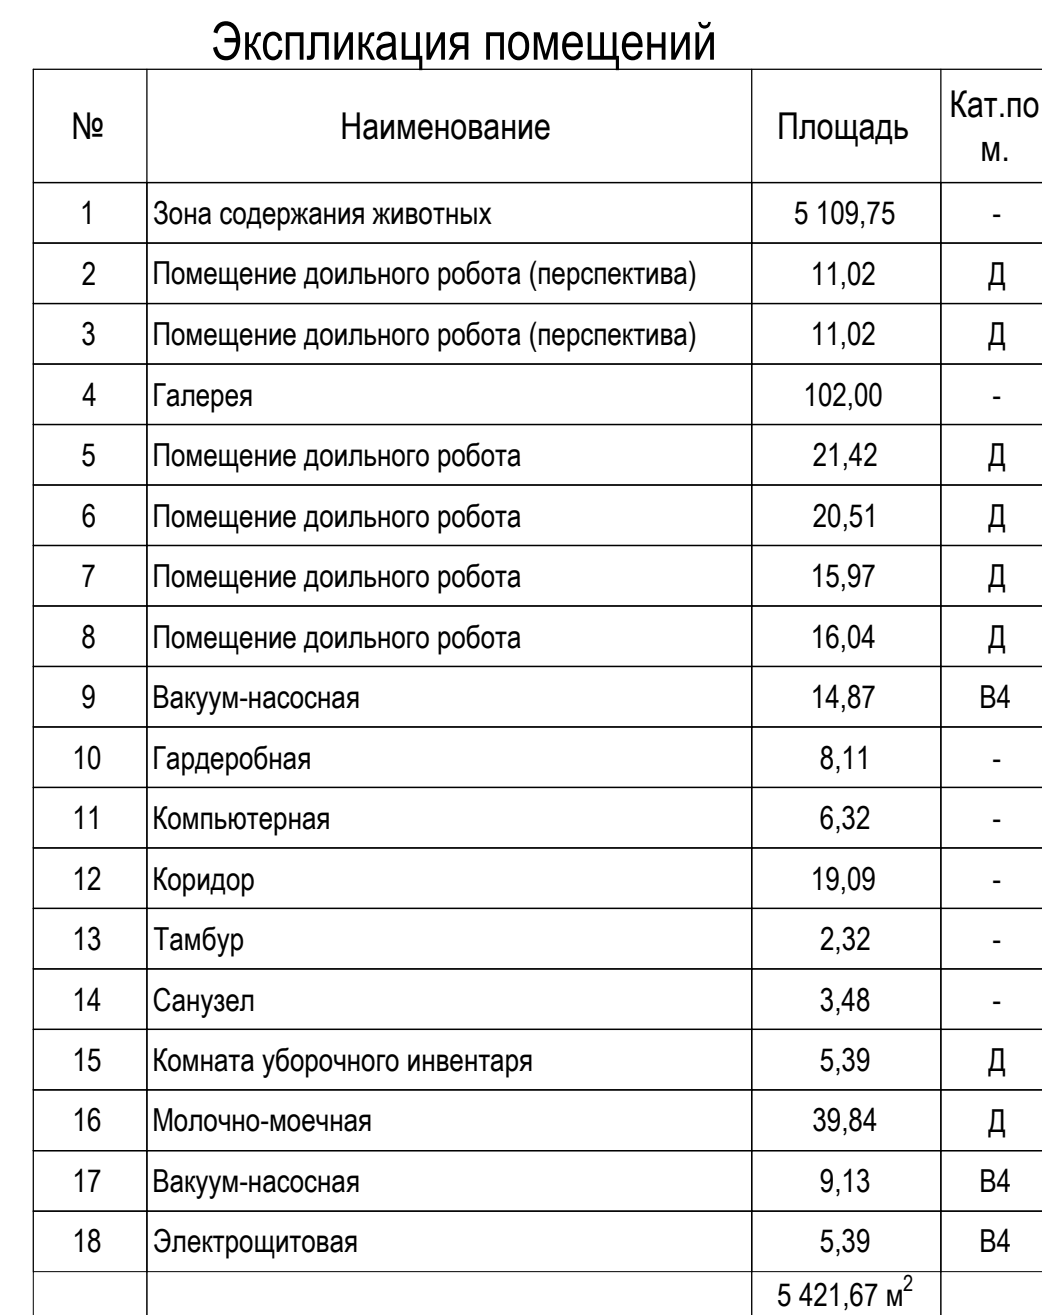 Экспликация помещений
№ Наименование Площадь Кат.по
м.
1 Зона содержания животных 5 109,75 -
2 Помещение доильного робота (перспектива) 11,02 Д
3 Помещение доильного робота (перспектива) 11,02 Д
4 Галерея 102,00 -
5 Помещение доильного робота 21,42 Д
6 Помещение доильного робота 20,51 Д
7 Помещение доильного робота 15,97 Д
8 Помещение доильного робота 16,04 Д
9 Вакуум-насосная 14,87 В4
10 Гардеробная 8,11 -
11 Компьютерная 6,32 -
12 Коридор 19,09 -
13 Тамбур 2,32 -
14 Санузел 3,48 -
15 Комната уборочного инвентаря 5,39 Д
16 Молочно-моечная 39,84 Д
17 Вакуум-насосная 9,13 В4
18 Электрощитовая 5,39 В4
5 421,67 м²